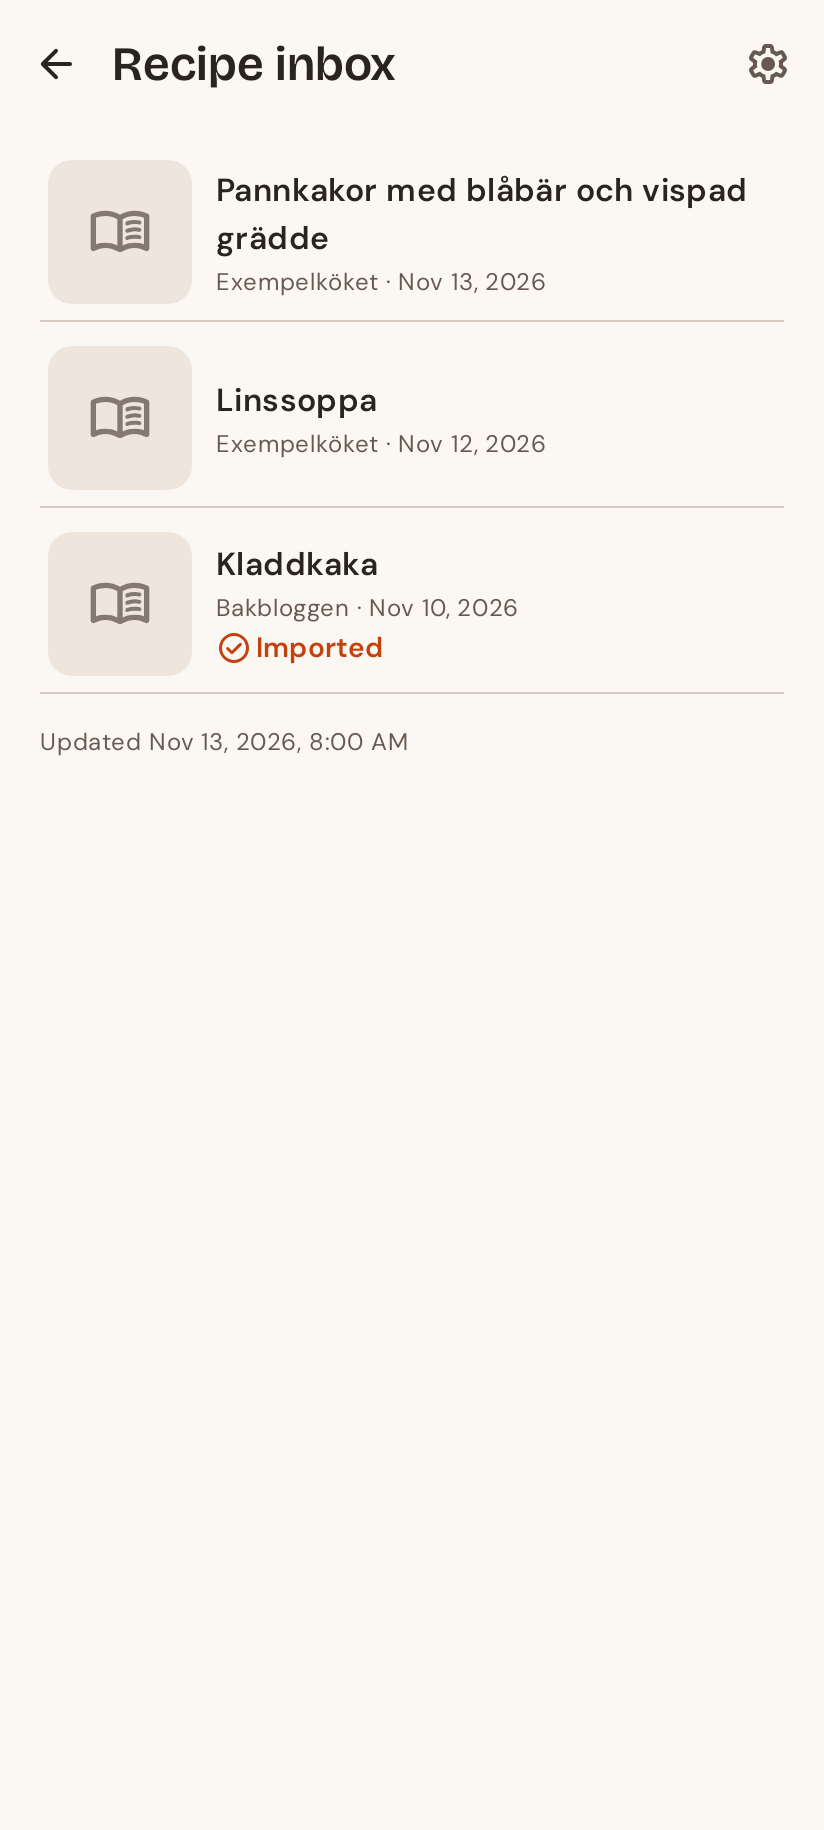 Recipe inbox
Pannkakor med blåbär och vispad
grädde
Exempelköket · Nov 13, 2026
Linssoppa
Exempelköket · Nov 12, 2026
Kladdkaka
Bakbloggen · Nov 10, 2026
Imported
Updated Nov 13, 2026, 8:00 AM